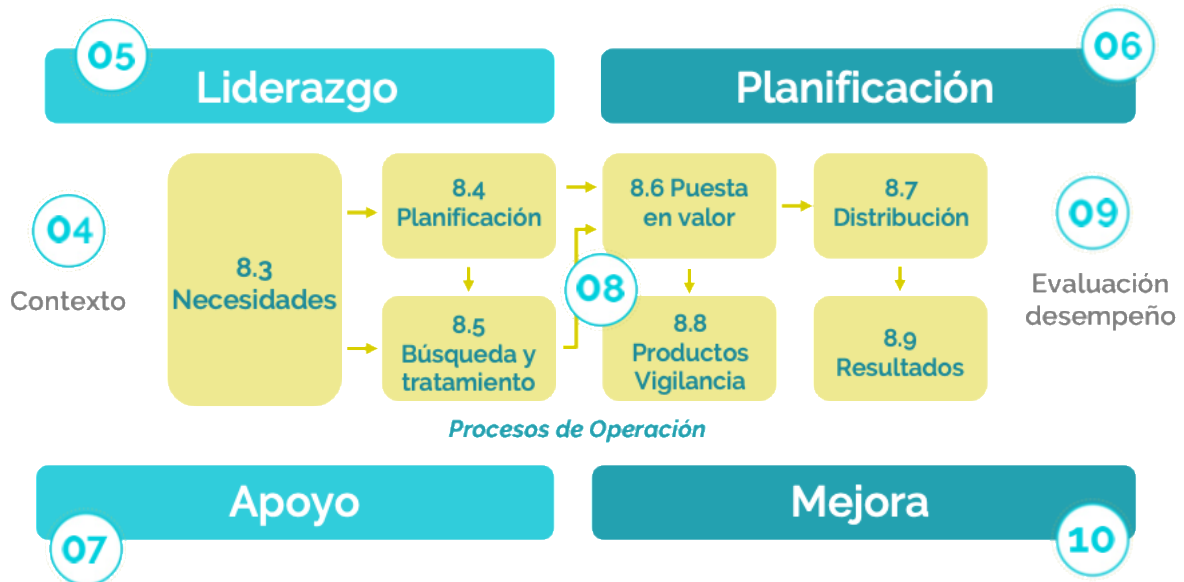 05
Liderazgo
06
Planificación
04
Contexto
8.3
Necesidades
8.4
Planificación
8.5
Búsqueda y
tratamiento
08
8.6 Puesta
en valor
8.8
Productos
Vigilancia
8.7
Distribución
8.9
Resultados
09
Evaluación
desempeño
Procesos de Operación
Apoyo
07
Mejora
10